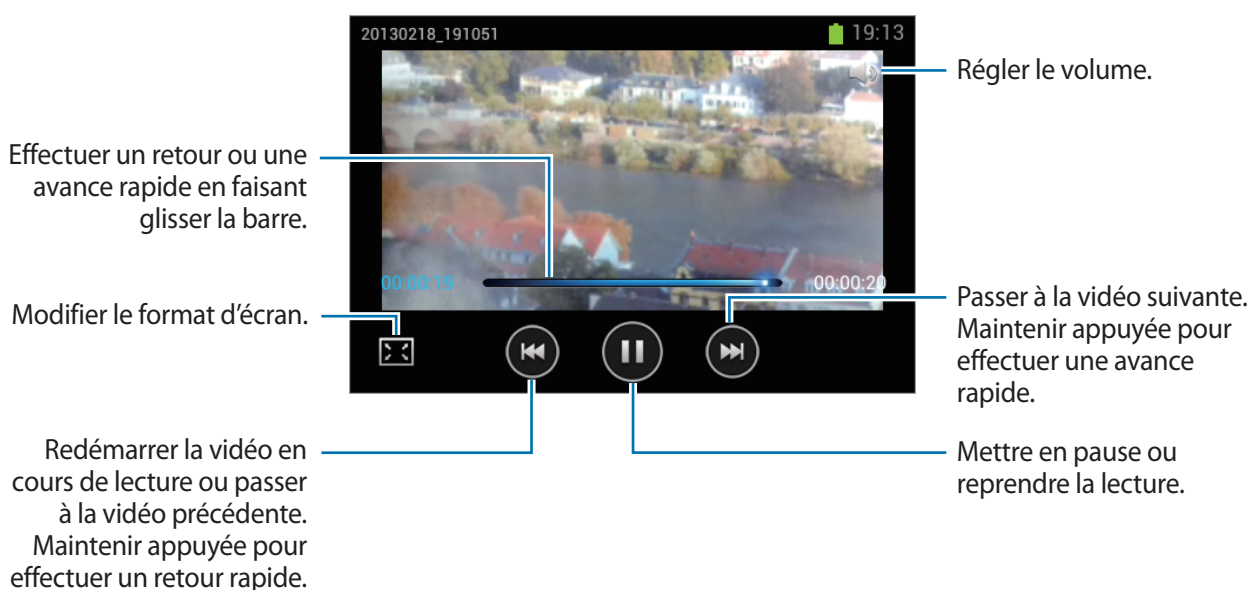 20130218_191051
19:13
Régler le volume.
Effectuer un retour ou une
avance rapide en faisant
glisser la barre.
00:00:19
00:00:20
Modifier le format d’écran.
Passer à la vidéo suivante.
Maintenir appuyée pour
effectuer une avance
rapide.
Redémarrer la vidéo en
cours de lecture ou passer
à la vidéo précédente.
Maintenir appuyée pour
effectuer un retour rapide.
Mettre en pause ou
reprendre la lecture.